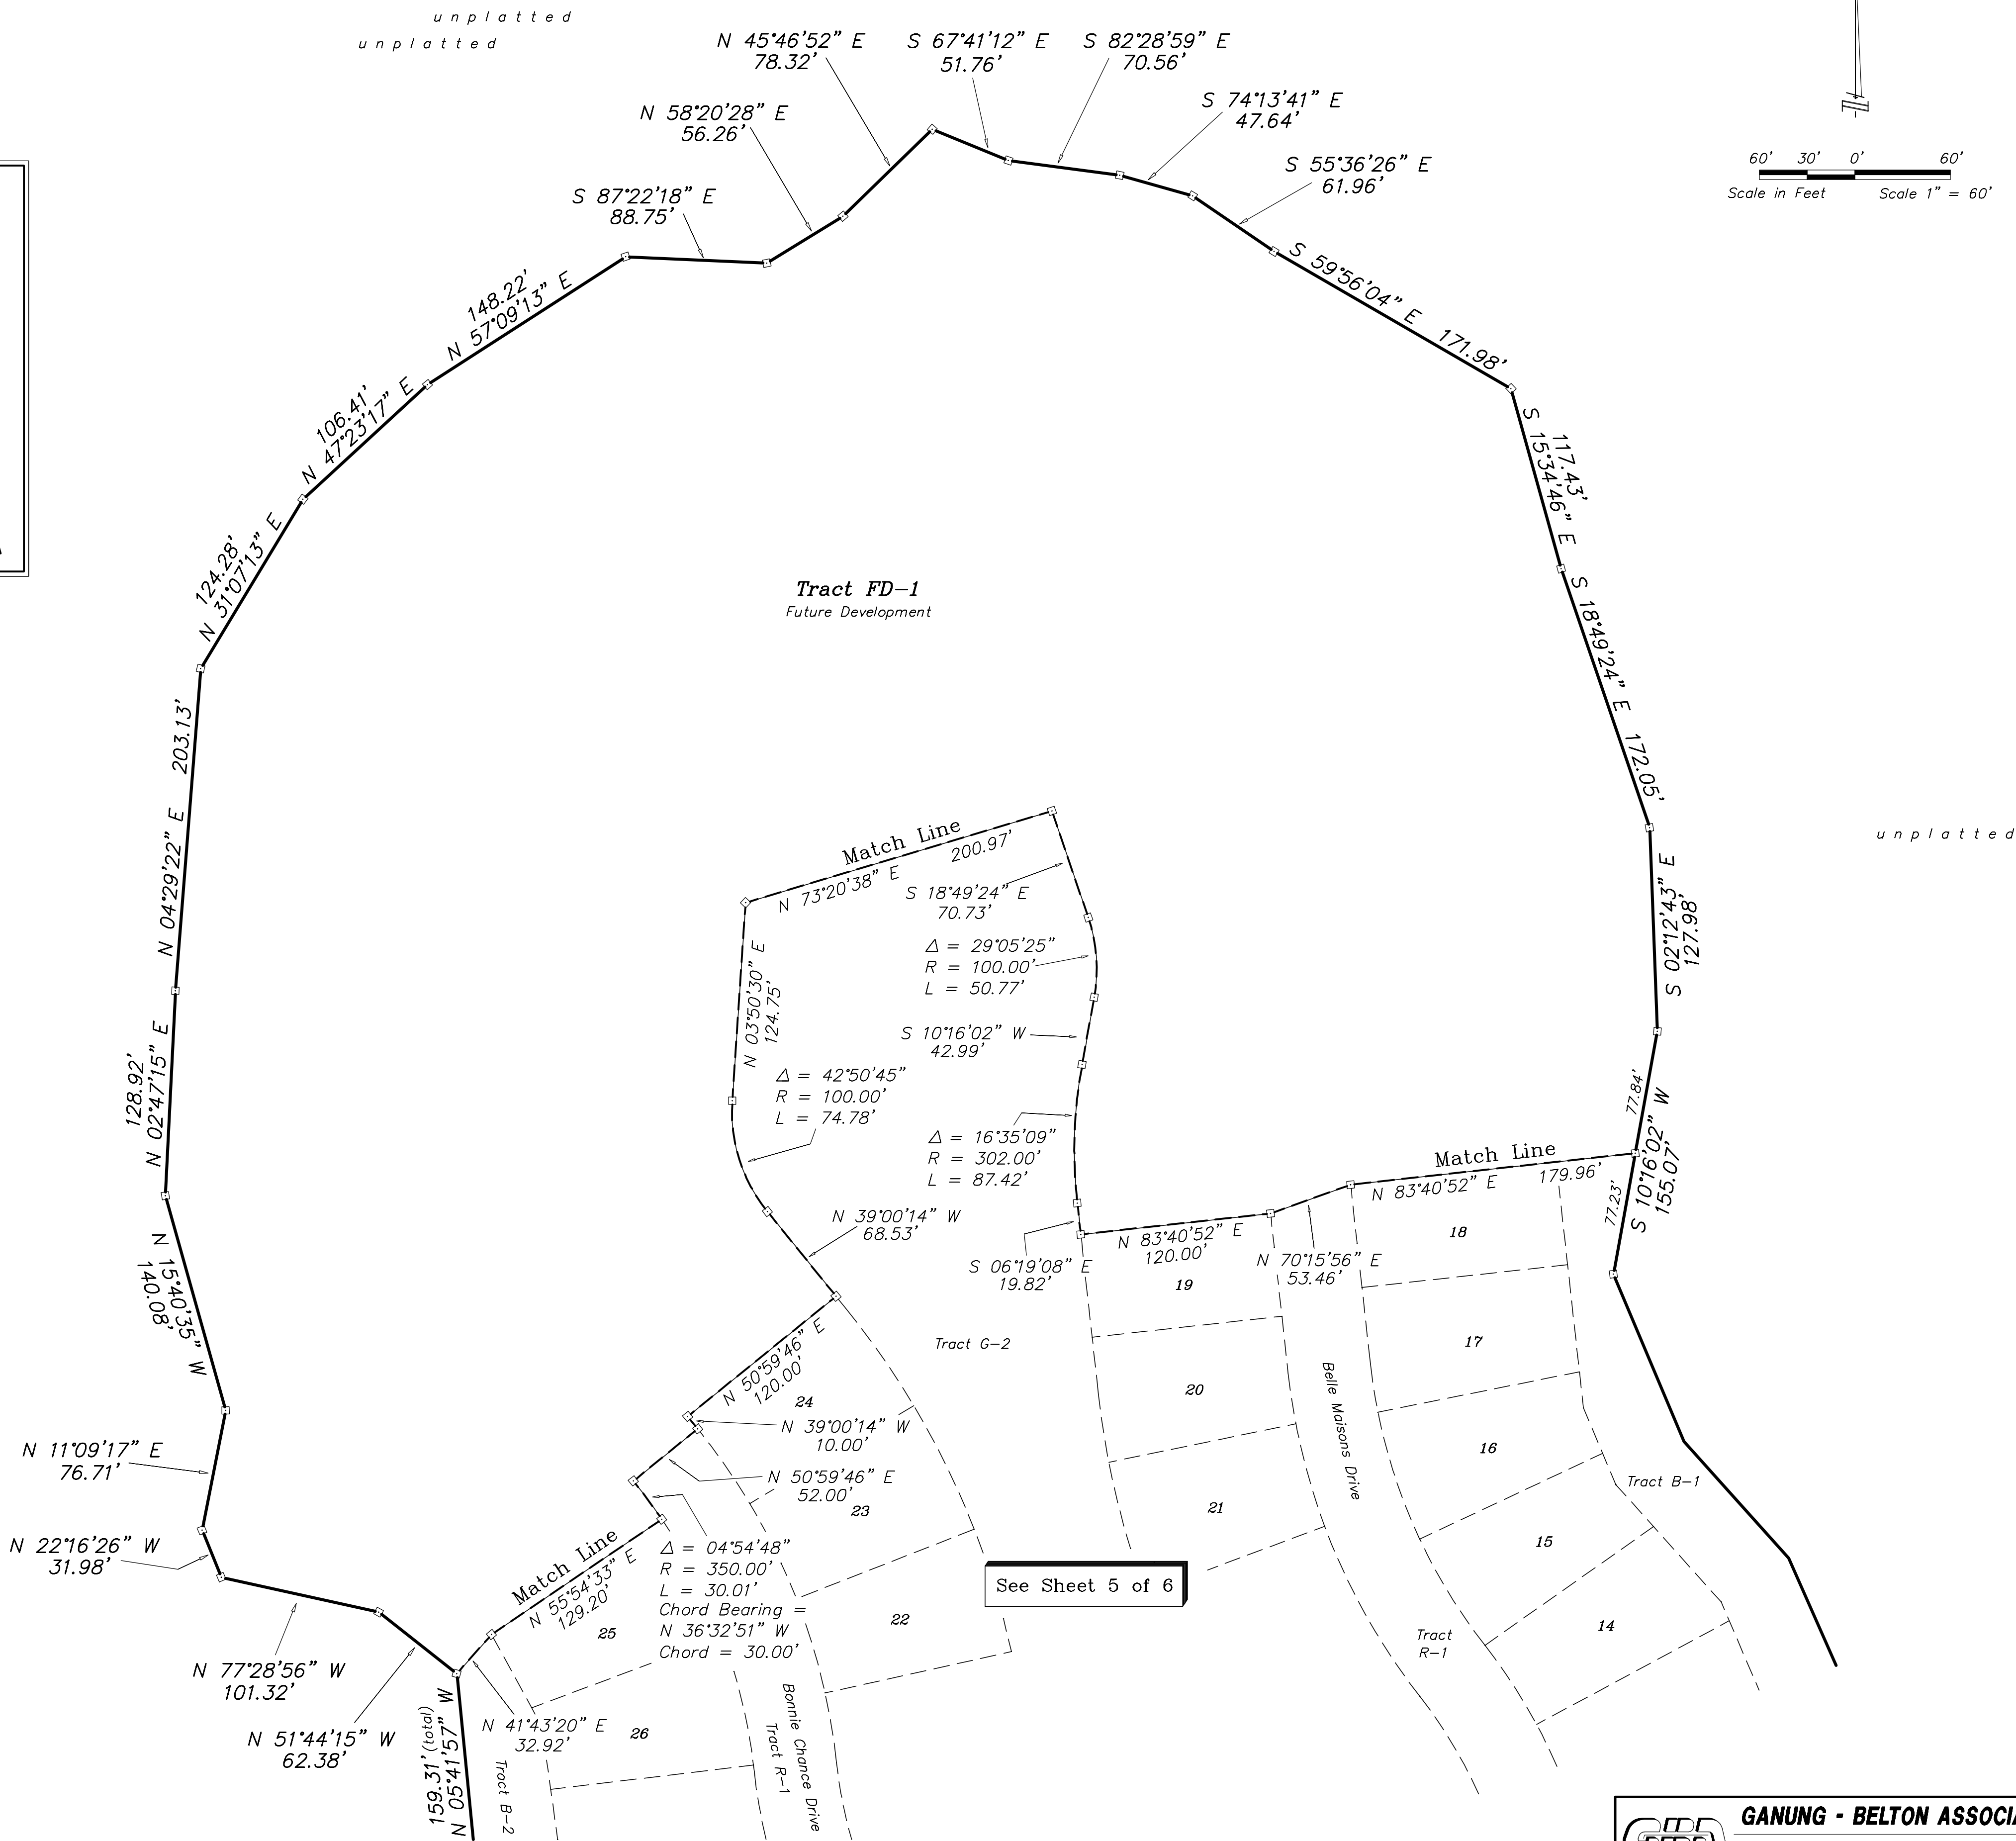 unplatted
unplatted
N 45°46'52" E
78.32'
S 67°41'12" E
51.76'
S 82°28'59" E
70.56'
N 58°20'28" E
56.26'
S 74°13'41" E
47.64'
S 55°36'26" E
61.96'
S 87°22'18" E
88.75'
60' 30' 0' 60'
Scale in Feet Scale 1" = 60'
148.22'
N 57°09'13" E
S 59°56'04" E 171.98'
106.41'
N 47°23'17" E
117.43'
S 15°34'46" E
124.28'
N 31°07'13" E
Tract FD-1
Future Development
S 18°49'24" E 172.05'
N 04°29'22" E 203.13'
unplatted
Match Line
N 73°20'38" E 200.97'
S 18°49'24" E
70.73'
S 02°12'43" E
127.98'
Δ = 29°05'25"
R = 100.00'
L = 50.77'
N 03°50'30" E
124.75'
S 10°16'02" W
42.99'
128.92'
N 02°47'15" E
Δ = 42°50'45"
R = 100.00'
L = 74.78'
77.84'
S 10°16'02" W
155.07'
77.23'
Δ = 16°35'09"
R = 302.00'
L = 87.42'
Match Line
N 83°40'52" E 179.96'
N 39°00'14" W
68.53'
N 83°40'52" E
120.00'
18
S 06°19'08" E
19.82'
N 70°15'56" E
53.46'
19
N 15°40'35" W
140.08'
Tract G-2
17
N 50°59'46" E
120.00'
24
20
Belle Maisons Drive
N 39°00'14" W
10.00'
16
N 11°09'17" E
76.71'
N 50°59'46" E
52.00'
23
21
Tract B-1
N 22°16'26" W
31.98'
Match Line
N 55°54'33" E
129.20'
Δ = 04°54'48"
R = 350.00'
L = 30.01'
Chord Bearing =
N 36°32'51" W
Chord = 30.00'
15
See Sheet 5 of 6
25
22
14
Tract
R-1
N 77°28'56" W
101.32'
N 51°44'15" W
62.38'
N 41°43'20" E
32.92'
26
159.31' (total)
N 05°41'57" W
Tract B-2
Bonnie Chance Drive
Tract R-1
GANUNG - BELTON ASSOCIA